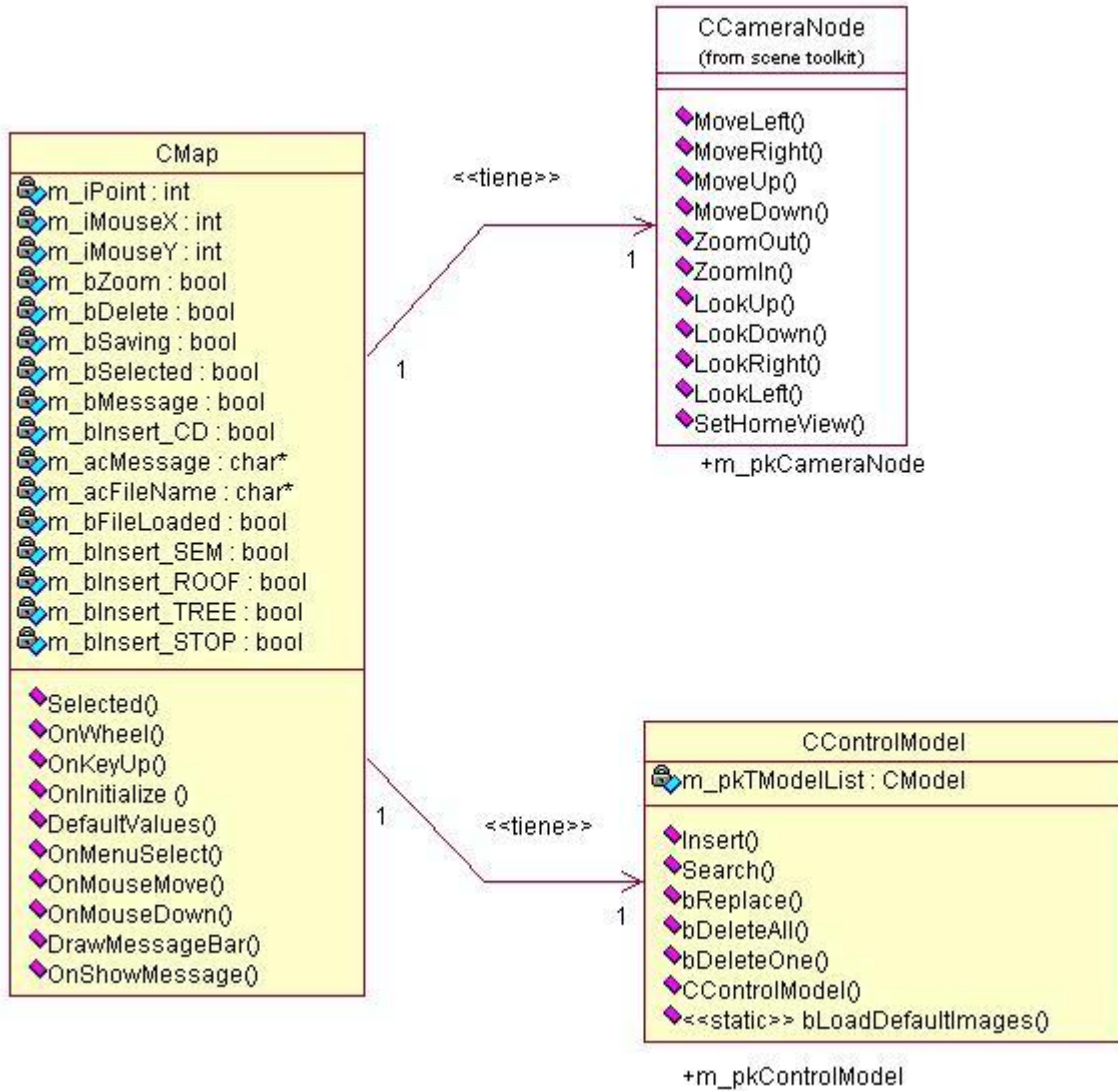 CCameraNode
(from scene toolkit)
MoveLeft()
MoveRight()
MoveUp()
MoveDown()
ZoomOut()
ZoomIn()
LookUp()
LookDown()
LookRight()
LookLeft()
SetHomeView()
+m_pkCameraNode
CMap
m_iPoint : int
m_iMouseX : int
m_iMouseY : int
m_bZoom : bool
m_bDelete : bool
m_bSaving : bool
m_bSelected : bool
m_bMessage : bool
m_bInsert_CD : bool
m_acMessage : char*
m_acFileName : char*
m_bFileLoaded : bool
m_bInsert_SEM : bool
m_bInsert_ROOF : bool
m_bInsert_TREE : bool
m_bInsert_STOP : bool
Selected()
OnWheel()
OnKeyUp()
OnInitialize ()
DefaultValues()
OnMenuSelect()
OnMouseMove()
OnMouseDown()
DrawMessageBar()
OnShowMessage()
<<tiene>>
1
1
<<tiene>>
1
1
CControlModel
m_pkTModelList : CModel
Insert()
Search()
bReplace()
bDeleteAll()
bDeleteOne()
CControlModel()
<<static>> bLoadDefaultImages()
+m_pkControlModel